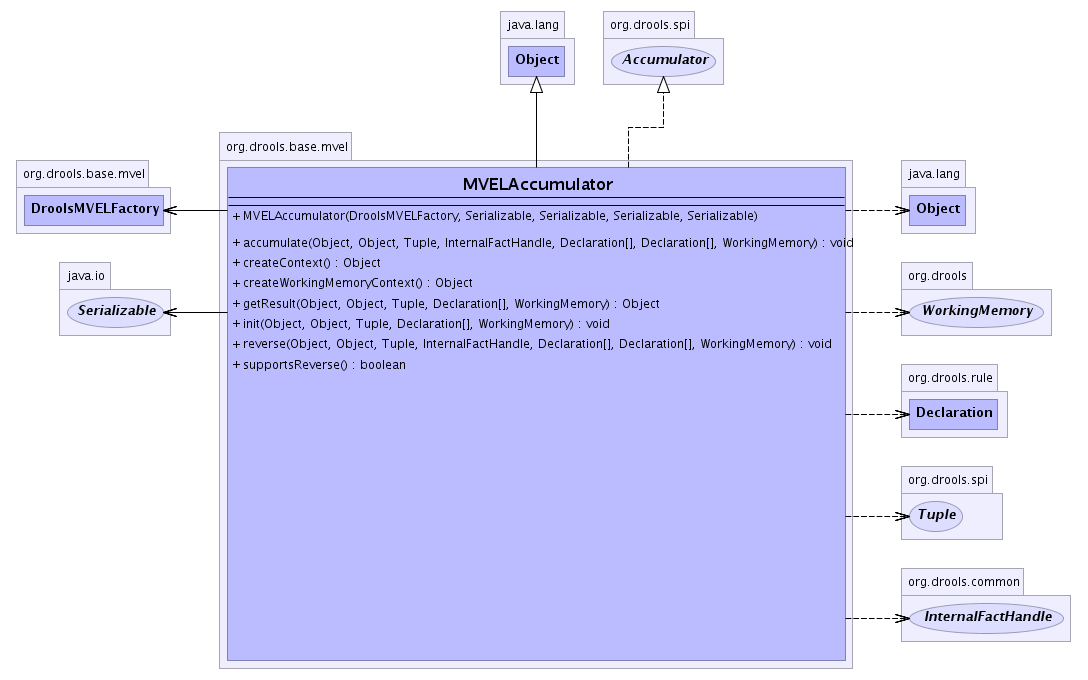 java.lang
Object
org.drools.spi
Accumulator
org.drools.base.mvel
DroolsMVELFactory
java.io
Serializable
org.drools.base.mvel
MVELAccumulator
+ MVELAccumulator(DroolsMVELFactory, Serializable, Serializable, Serializable, Serializable)
+ accumulate(Object, Object, Tuple, InternalFactHandle, Declaration[], Declaration[], WorkingMemory) : void
+ createContext() : Object
+ createWorkingMemoryContext() : Object
+ getResult(Object, Object, Tuple, Declaration[], WorkingMemory) : Object
+ init(Object, Object, Tuple, Declaration[], WorkingMemory) : void
+ reverse(Object, Object, Tuple, InternalFactHandle, Declaration[], Declaration[], WorkingMemory) : void
+ supportsReverse() : boolean
java.lang
Object
org.drools
WorkingMemory
org.drools.rule
Declaration
org.drools.spi
Tuple
org.drools.common
InternalFactHandle